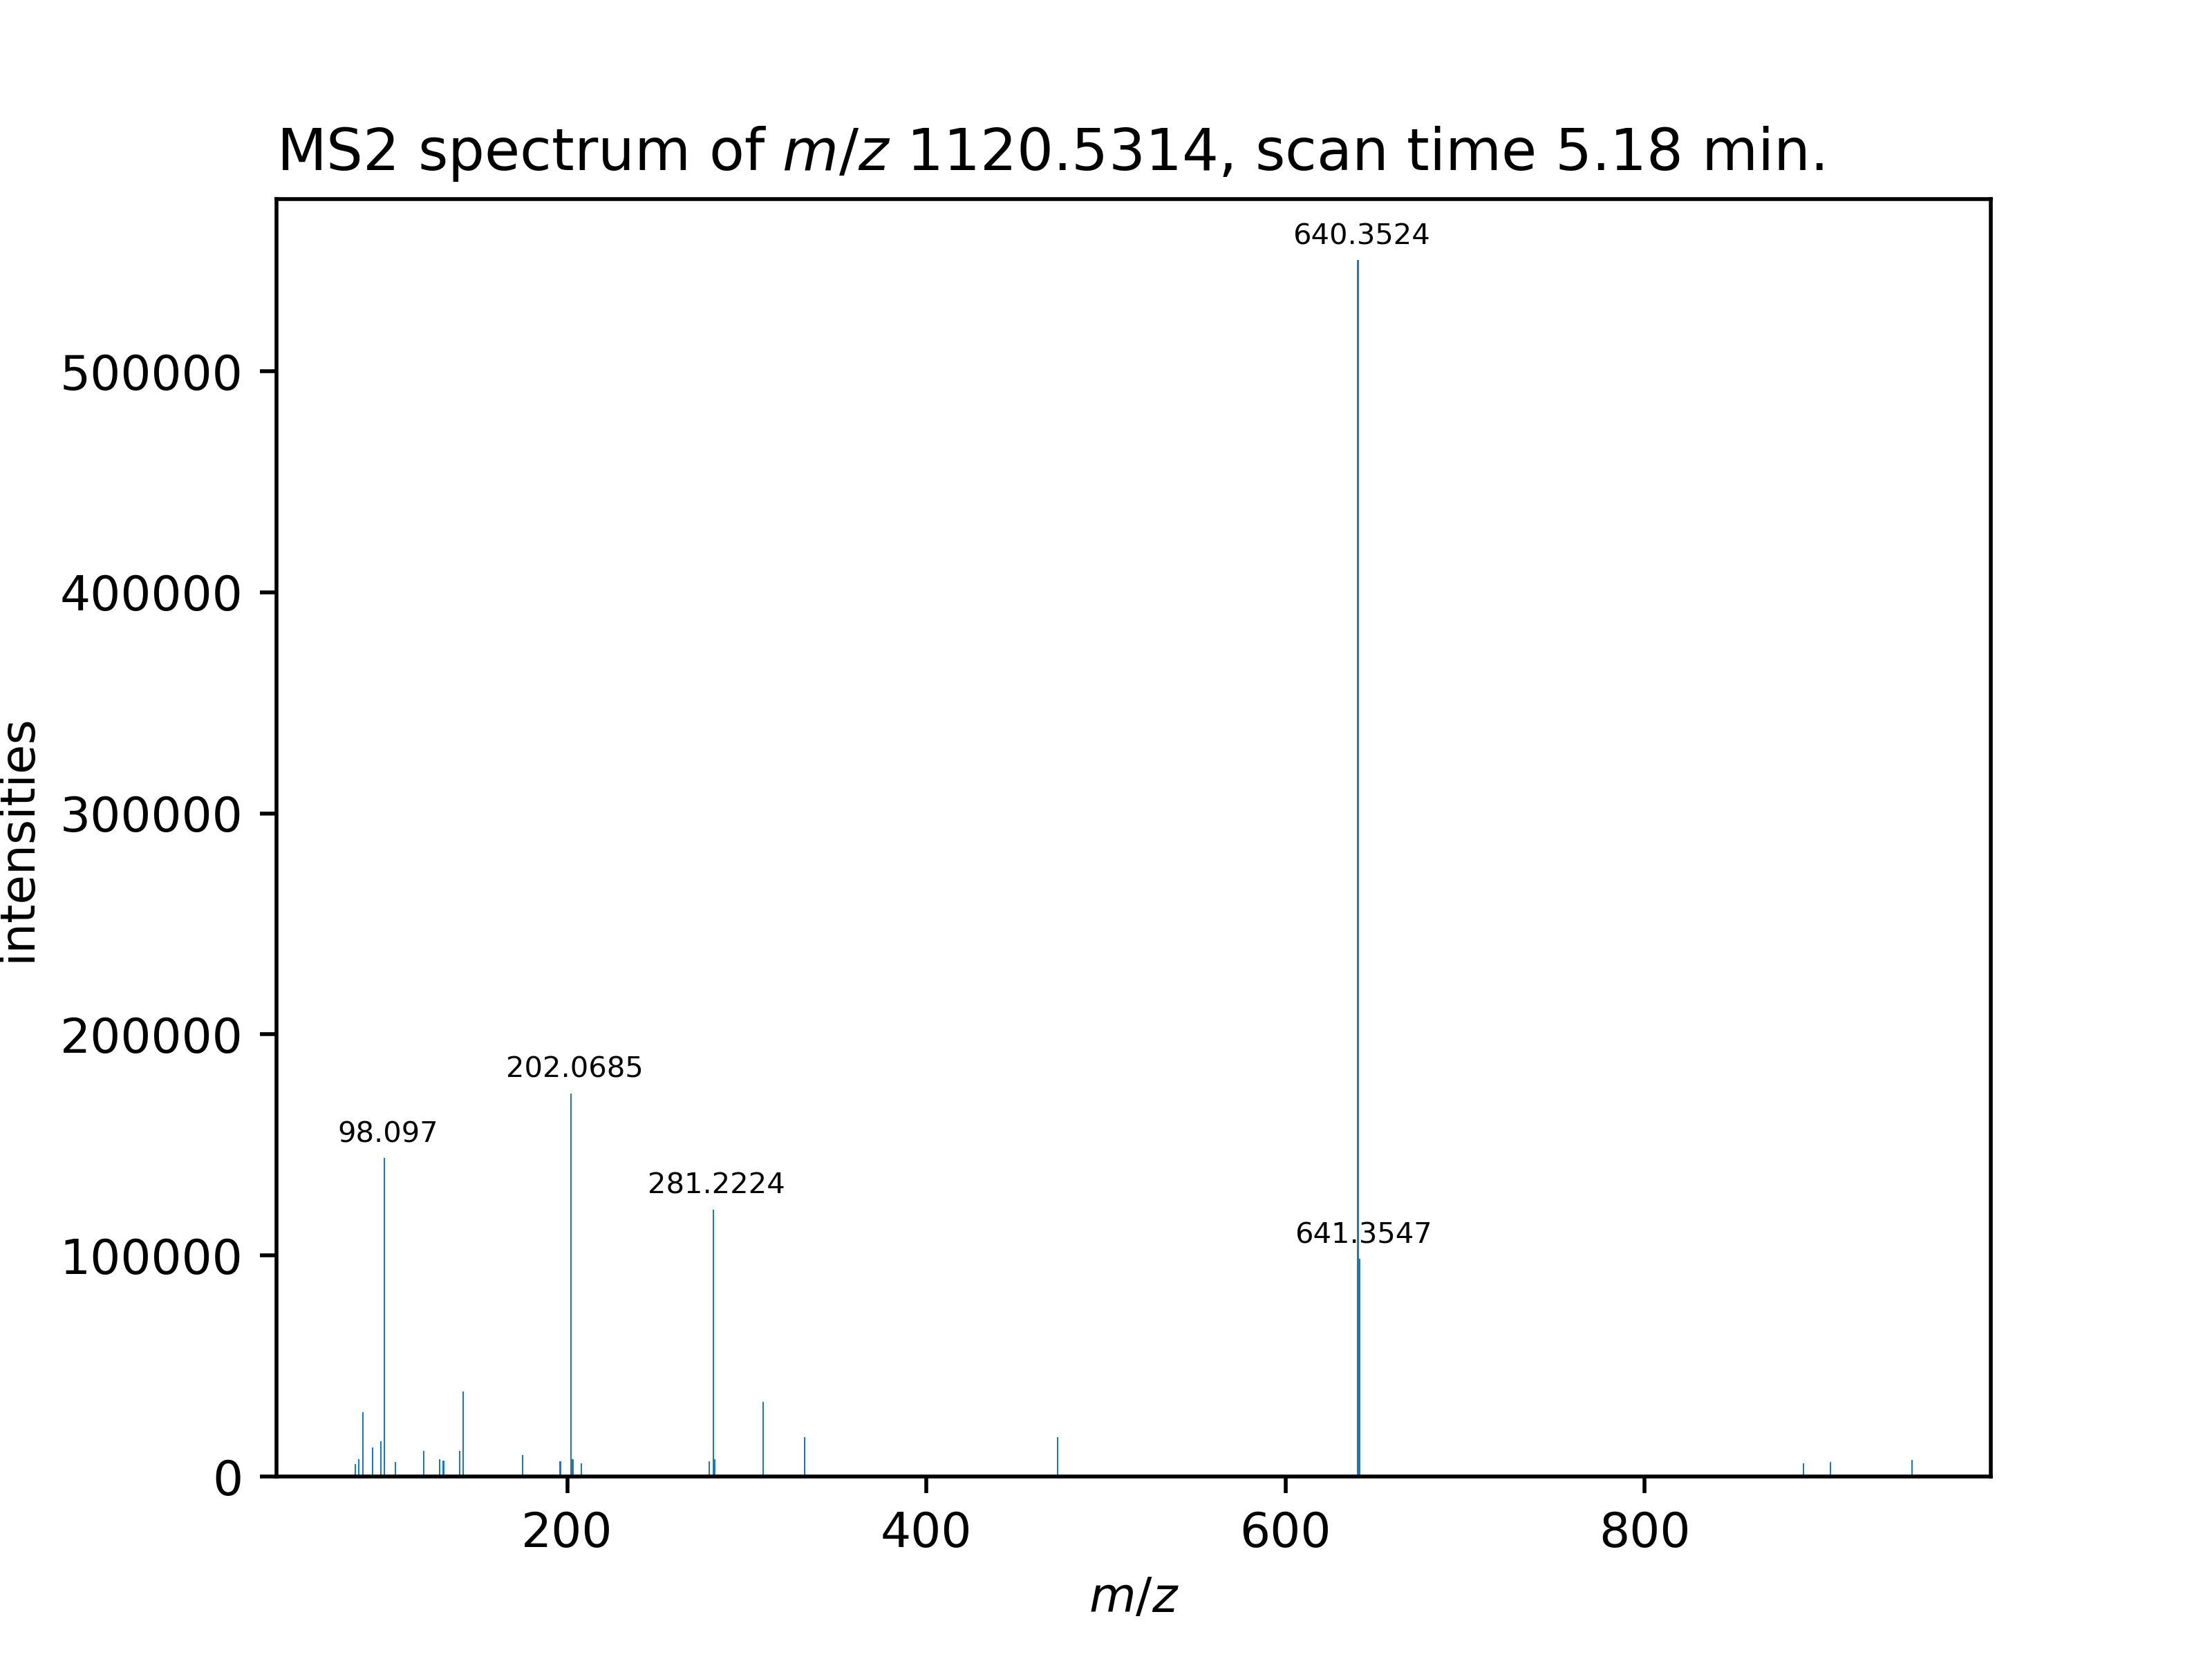 MS2 spectrum of m/z 1120.5314, scan time 5.18 min.
640.3524
500000
400000
300000
intensities
200000
202.0685
98.097
281.2224
641.3547
100000
0
200 400 600 800
m/z